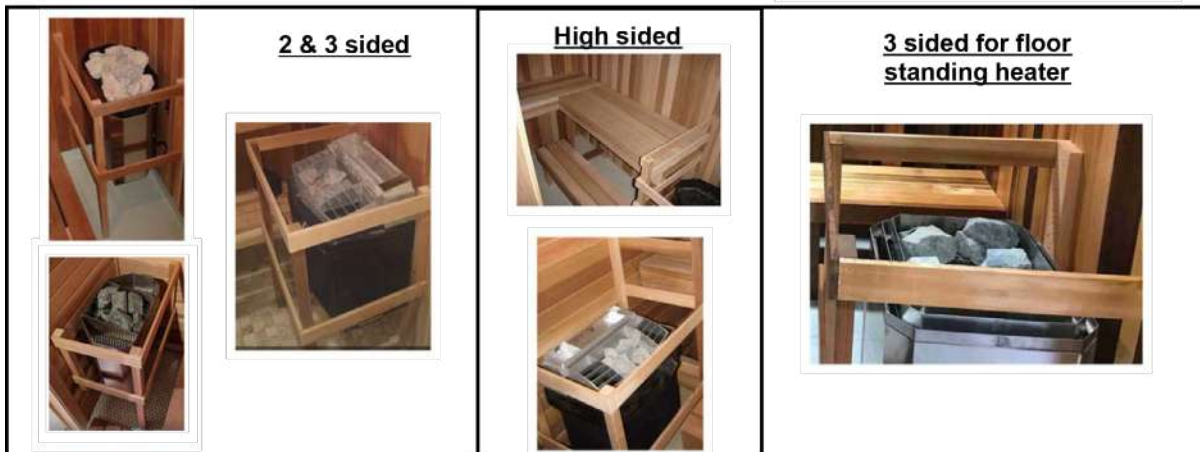 2 & 3 sided
High sided
3 sided for floor
standing heater